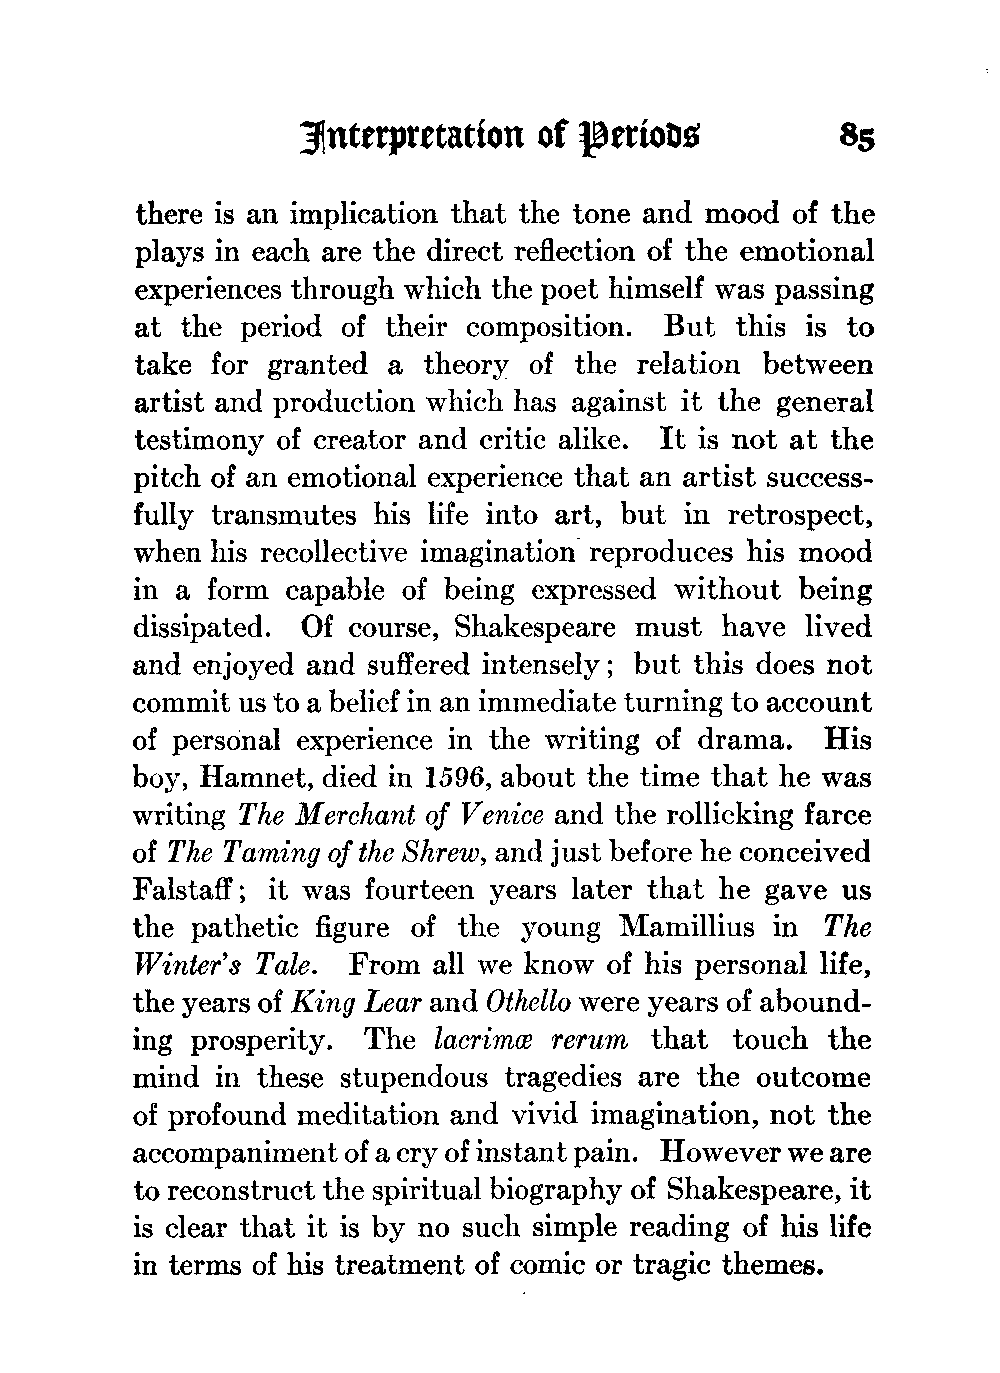 Interpretation of Periods 85
there is an implication that the tone and mood of the
plays in each are the direct reflection of the emotional
experiences through which the poet himself was passing
at the period of their composition. But this is to
take for granted a theory of the relation between
artist and production which has against it the general
testimony of creator and critic alike. It is not at the
pitch of an emotional experience that an artist success-
fully transmutes his life into art, but in retrospect,
when his recollective imagination reproduces his mood
in a form capable of being expressed without being
dissipated. Of course, Shakespeare must have lived
and enjoyed and suffered intensely; but this does not
commit us to a belief in an immediate turning to account
of personal experience in the writing of drama. His
boy, Hamnet, died in 1596, about the time that he was
writing The Merchant of Venice and the rollicking farce
of The Taming of the Shrew, and just before he conceived
Falstaff; it was fourteen years later that he gave us
the pathetic figure of the young Mamillius in The
Winter's Tale. From all we know of his personal life,
the years of King Lear and Othello were years of abound-
ing prosperity. The lacrimæ rerum that touch the
mind in these stupendous tragedies are the outcome
of profound meditation and vivid imagination, not the
accompaniment of a cry of instant pain. However we are
to reconstruct the spiritual biography of Shakespeare, it
is clear that it is by no such simple reading of his life
in terms of his treatment of comic or tragic themes.